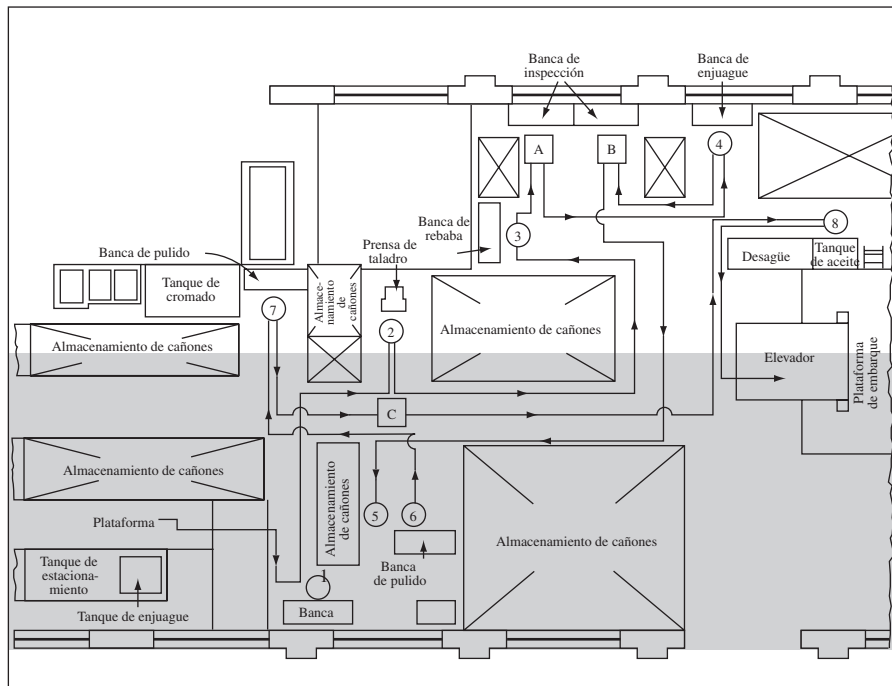 Banca de
inspección
Banca de
enjuague
A
B
4
Banca de
rebaba
3
8
Banca de pulido
Prensa de
taladro
Desagüe
Tanque
de aceite
Tanque de
cromado
Almace-
namiento
de
cañones
7
2
Almacenamiento de cañones
Almacenamiento de cañones
Elevador
Plataforma
de embarque
C
Almacenamiento de cañones
Almacenamiento
de cañones
5
6
Plataforma
Almacenamiento de cañones
Tanque de
estaciona-
miento
Banca
de pulido
1
Tanque de enjuague
Banca